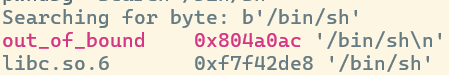 Searching for byte: b'/bin/sh'
out_of_bound    0x804a0ac '/bin/sh\n'
libc.so.6       0xf7f42de8 '/bin/sh'